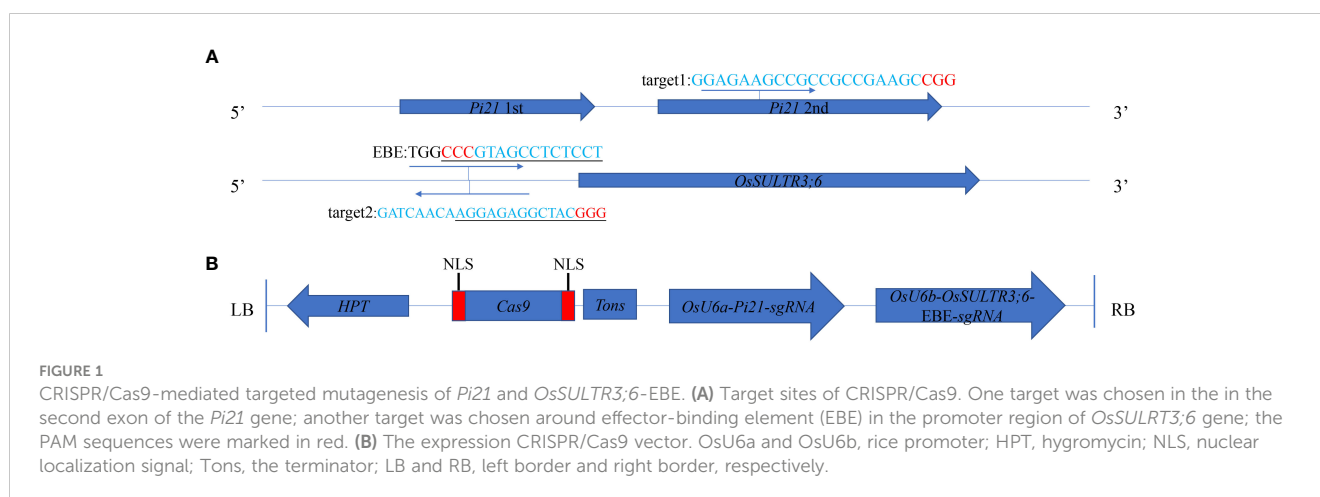 A
target1:GGAGAAGCCGCCGCCGAAGCCGG
5’ Pi21 1st Pi21 2nd 3’
EBE:TGGCCCGTAGCCTCTCCT
5’ OsSULTR3;6 3’
target2:GATCAACAAGGAGAGGCTACGGG
B
NLS NLS
LB HPT Cas9 Tons OsU6a-Pi21-sgRNA OsU6b-OsSULTR3;6-
EBE-sgRNA RB
FIGURE 1
CRISPR/Cas9-mediated targeted mutagenesis of Pi21 and OsSULTR3;6-EBE. (A) Target sites of CRISPR/Cas9. One target was chosen in the in the
second exon of the Pi21 gene; another target was chosen around effector-binding element (EBE) in the promoter region of OsSULRT3;6 gene; the
PAM sequences were marked in red. (B) The expression CRISPR/Cas9 vector. OsU6a and OsU6b, rice promoter; HPT, hygromycin; NLS, nuclear
localization signal; Tons, the terminator; LB and RB, left border and right border, respectively.